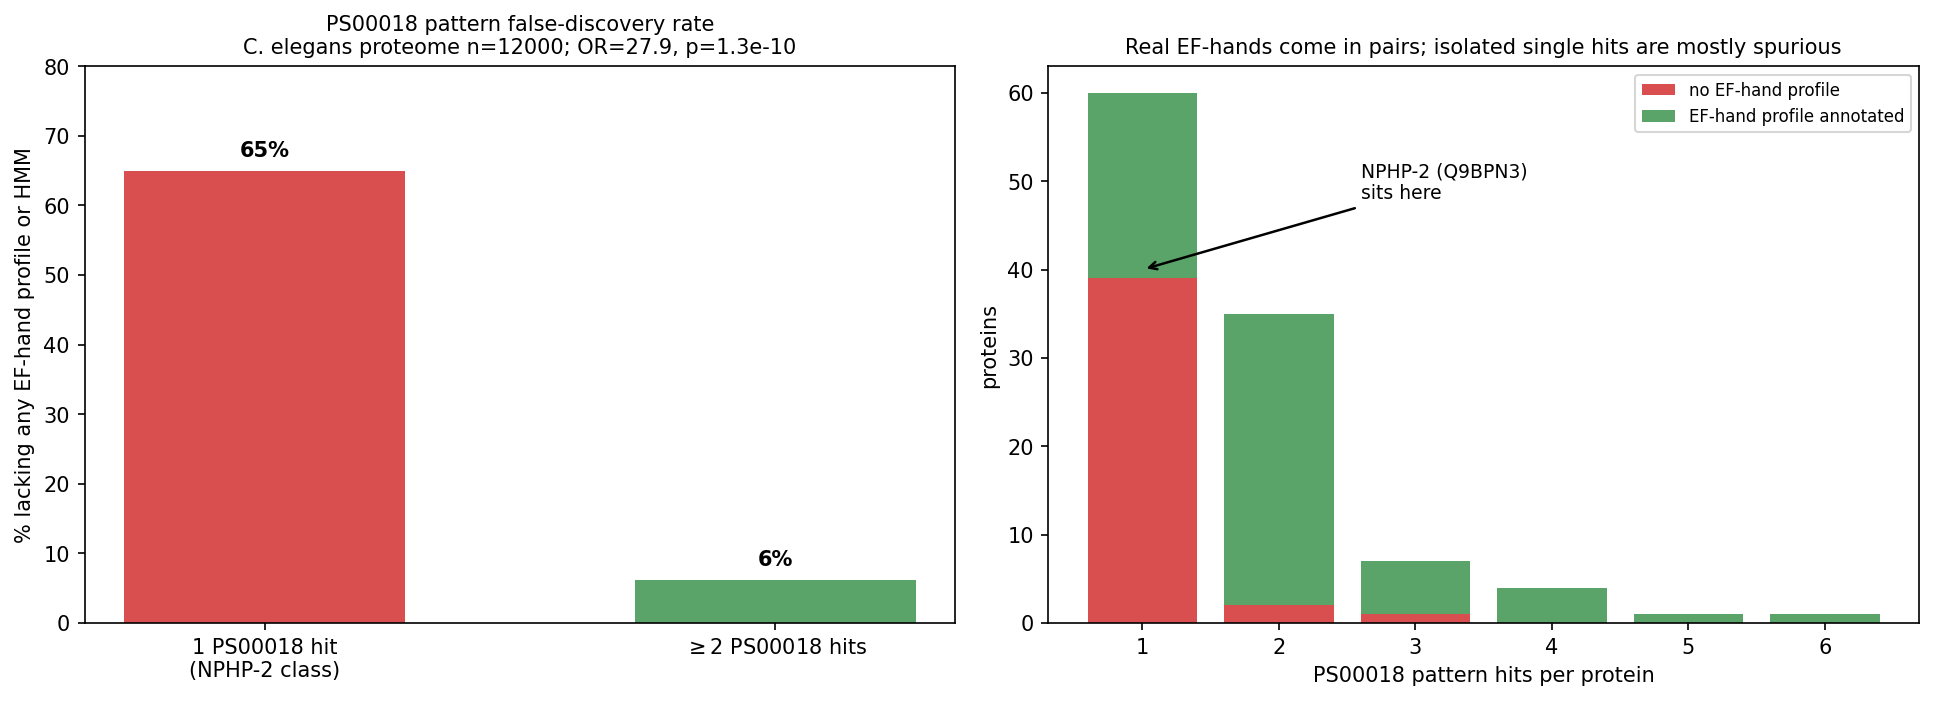 PS00018 pattern false-discovery rate
C. elegans proteome n=12000; OR=27.9, p=1.3e-10
% lacking any EF-hand profile or HMM
80
70
60
50
40
30
20
10
0
65%
6%
1 PS00018 hit
(NPHP-2 class)
≥2 PS00018 hits
Real EF-hands come in pairs; isolated single hits are mostly spurious
proteins
60
50
40
30
20
10
0
no EF-hand profile
EF-hand profile annotated
NPHP-2 (Q9BPN3)
sits here
1
2
3
4
5
6
PS00018 pattern hits per protein